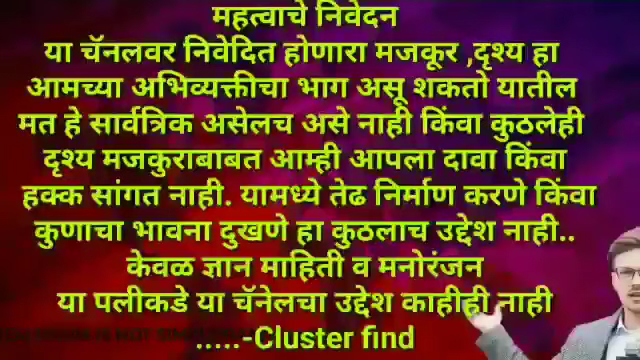 महत्वाचे निवेदन
या चॅनलवर निवेदित होणारा मजकूर ,दृश्य हा
आमच्या अभिव्यक्तीचा भाग असू शकतो यातील
मत हे सार्वत्रिक असेलच असे नाही किंवा कुठलेही
दृश्य मजकुराबाबत आम्ही आपला दावा किंवा
हक्क सांगत नाही. यामध्ये तेढ निर्माण करणे किंवा
कुणाचा भावना दुखणे हा कुठलाच उद्देश नाही..
केवळ ज्ञान माहिती व मनोरंजन
या पलीकडे या चॅनेलचा उद्देश काहीही नाही
.....-Cluster find